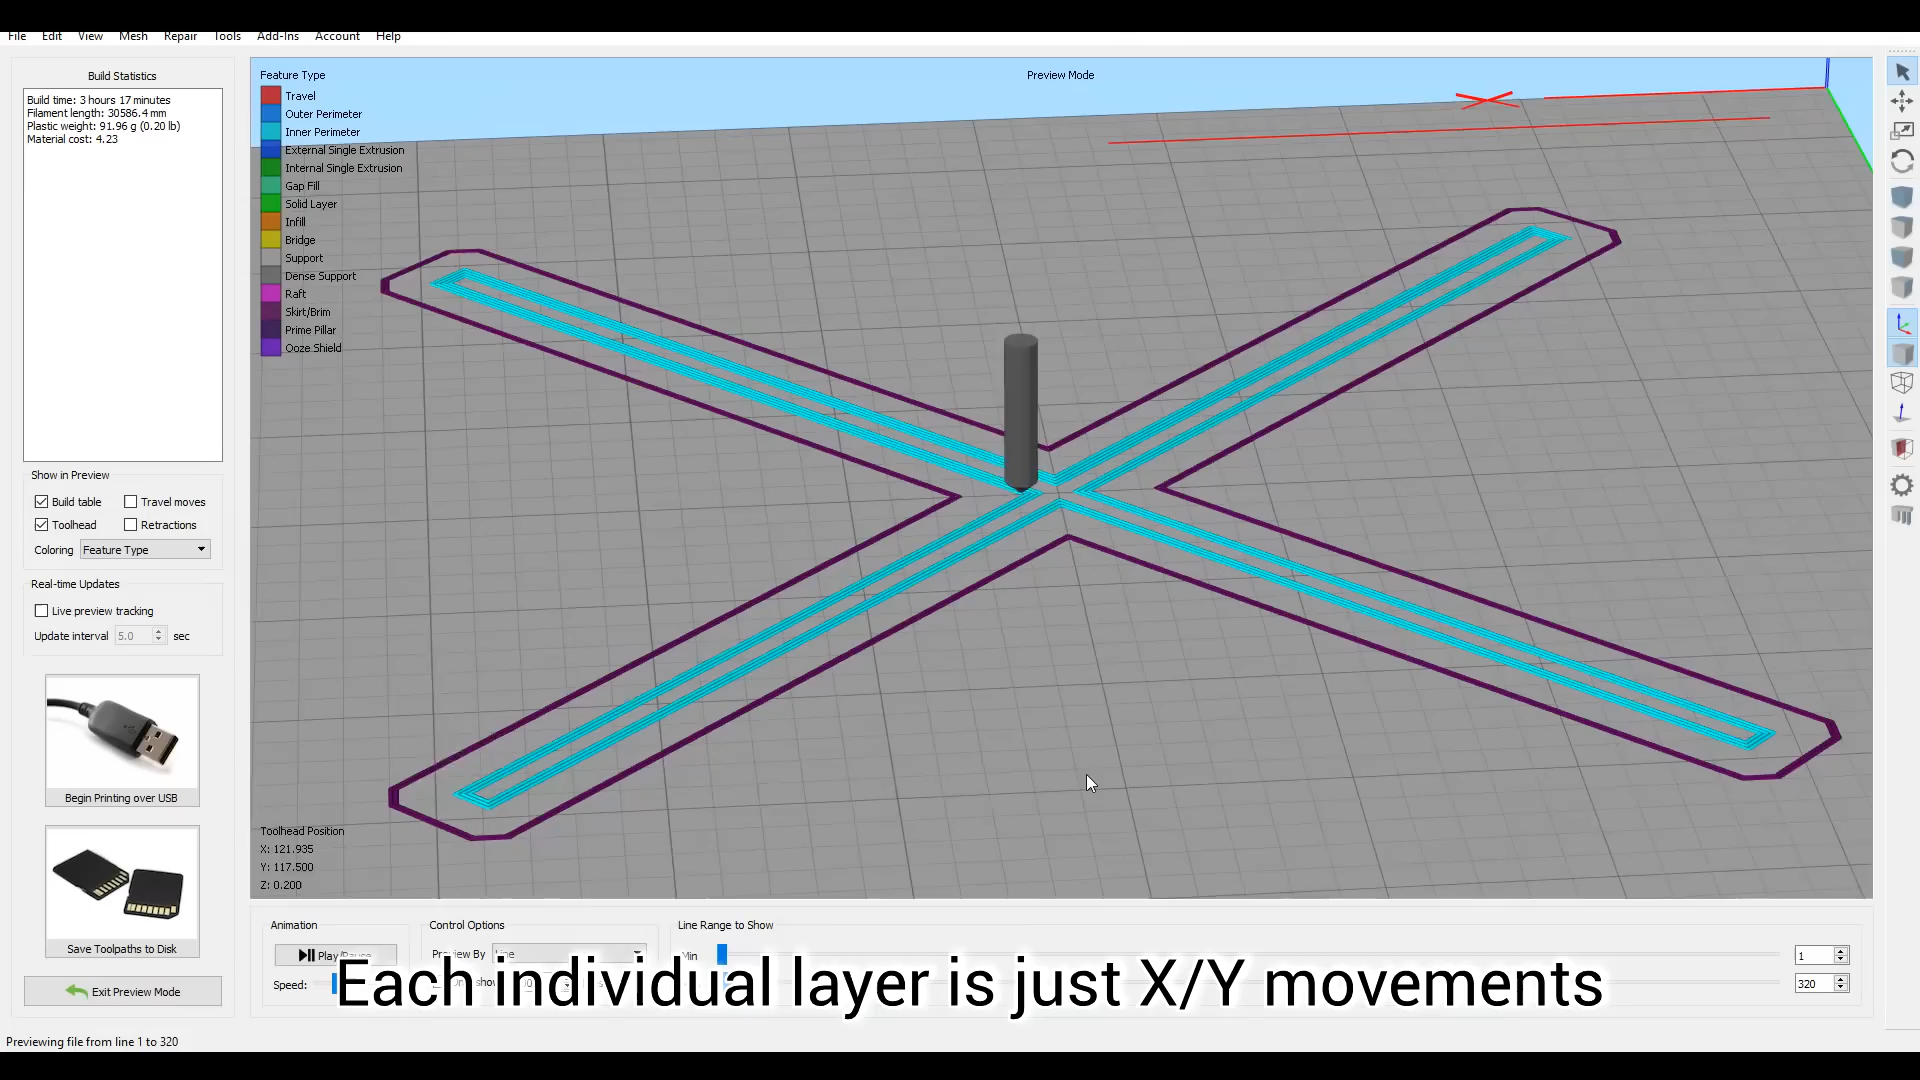 File Edit View Mesh Repair Tools Add-Ins Account Help
Build Statistics
Build time: 3 hours 17 minutes
Filament length: 30586.4 mm
Plastic weight: 91.96 g (0.20 lb)
Material cost: 4.23
Show in Preview
Build table Travel moves
Toolhead Retractions
Coloring Feature Type
Real-time Updates
Live preview tracking
Update interval 5.0 sec
Begin Printing over USB
Save Toolpaths to Disk
Exit Preview Mode
Feature Type
Travel
Outer Perimeter
Inner Perimeter
External Single Extrusion
Internal Single Extrusion
Gap Fill
Solid Layer
Infill
Bridge
Support
Dense Support
Raft
Skirt/Brim
Prime Pillar
Ooze Shield
Preview Mode
Toolhead Position
X: 121.935
Y: 117.500
Z: 0.200
Animation
Play/Pause
Speed:
Control Options
Preview By Line
Line Range to Show
Min
1
320
Each individual layer is just X/Y movements
Previewing file from line 1 to 320